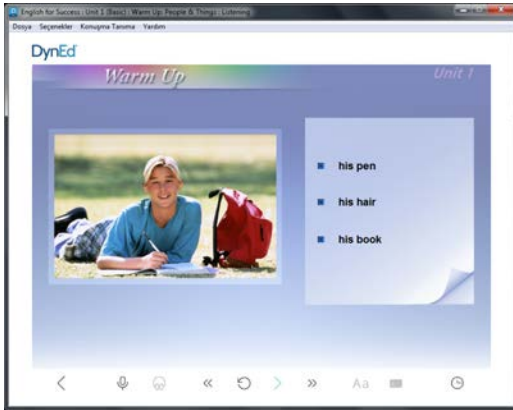 English for Success : Unit 1 (Basic) : Warm Up: People & Things : Listening
Dosya Seçenekler Konuşma Tanıma Yardım
DynEd
Warm Up
Unit 1
his pen
his hair
his book
Aa